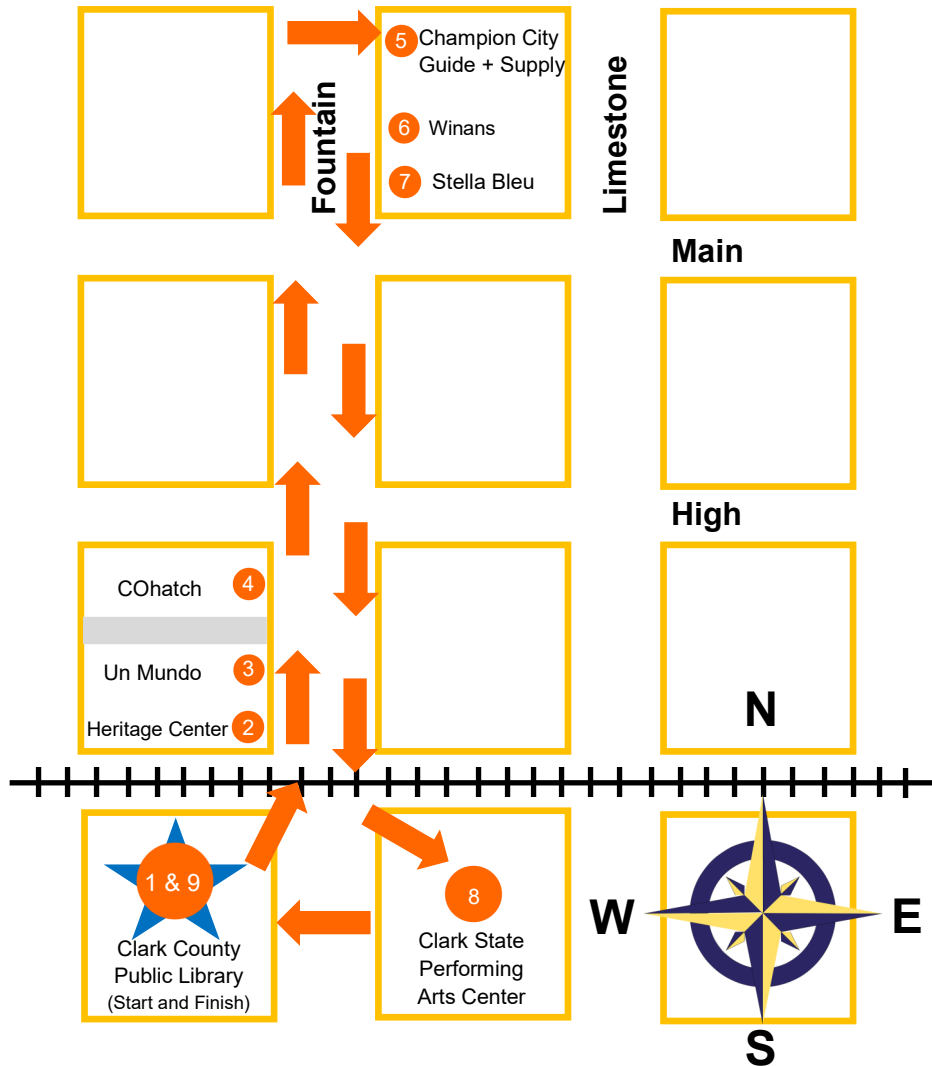 5
Champion City
Guide + Supply
Fountain
Limestone
6
Winans
7
Stella Bleu
Main
High
COhatch
4
Un Mundo
3
Heritage Center
2
N
1 & 9
8
W
E
Clark County
Public Library
(Start and Finish)
Clark State
Performing
Arts Center
S